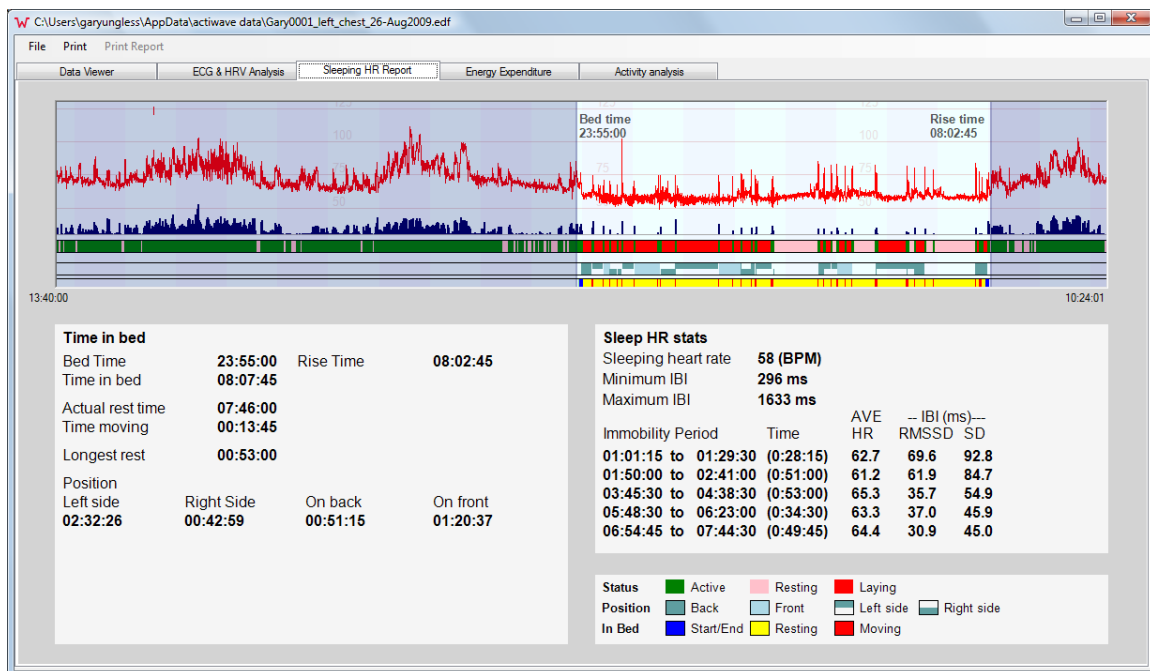 C:\Users\garyungless\AppData\actiwave data\Gary0001_left_chest_26-Aug2009.edf
File Print Print Report
Data Viewer ECG & HRV Analysis Sleeping HR Report Energy Expenditure Activity analysis
125 125
Bed time Rise time
23:55:00 08:02:45
100 100
75 75 75
50 50
13:40:00 10:24:01
Time in bed
Bed Time 23:55:00 Rise Time 08:02:45
Time in bed 08:07:45
Actual rest time 07:46:00
Time moving 00:13:45
Longest rest 00:53:00
Position
Left side Right Side On back On front
02:32:26 00:42:59 00:51:15 01:20:37
Sleep HR stats
Sleeping heart rate 58 (BPM)
Minimum IBI 296 ms
Maximum IBI 1633 ms
AVE -- IBI (ms)---
Immobility Period Time HR RMSSD SD
01:01:15 to 01:29:30 (0:28:15) 62.7 69.6 92.8
01:50:00 to 02:41:00 (0:51:00) 61.2 61.9 84.7
03:45:30 to 04:38:30 (0:53:00) 65.3 35.7 54.9
05:48:30 to 06:23:00 (0:34:30) 63.3 37.0 45.9
06:54:45 to 07:44:30 (0:49:45) 64.4 30.9 45.0
Status Active Resting Laying
Position Back Front Left side Right side
In Bed Start/End Resting Moving